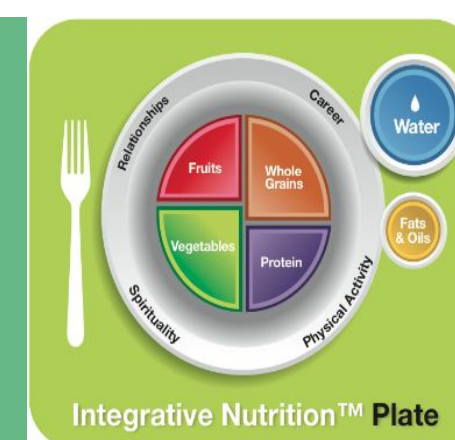 Relationships
Career
Water
Fruits
Whole
Grains
Fats
& Oils
Vegetables
Protein
Spirituality
Physical Activity
Integrative Nutrition™ Plate